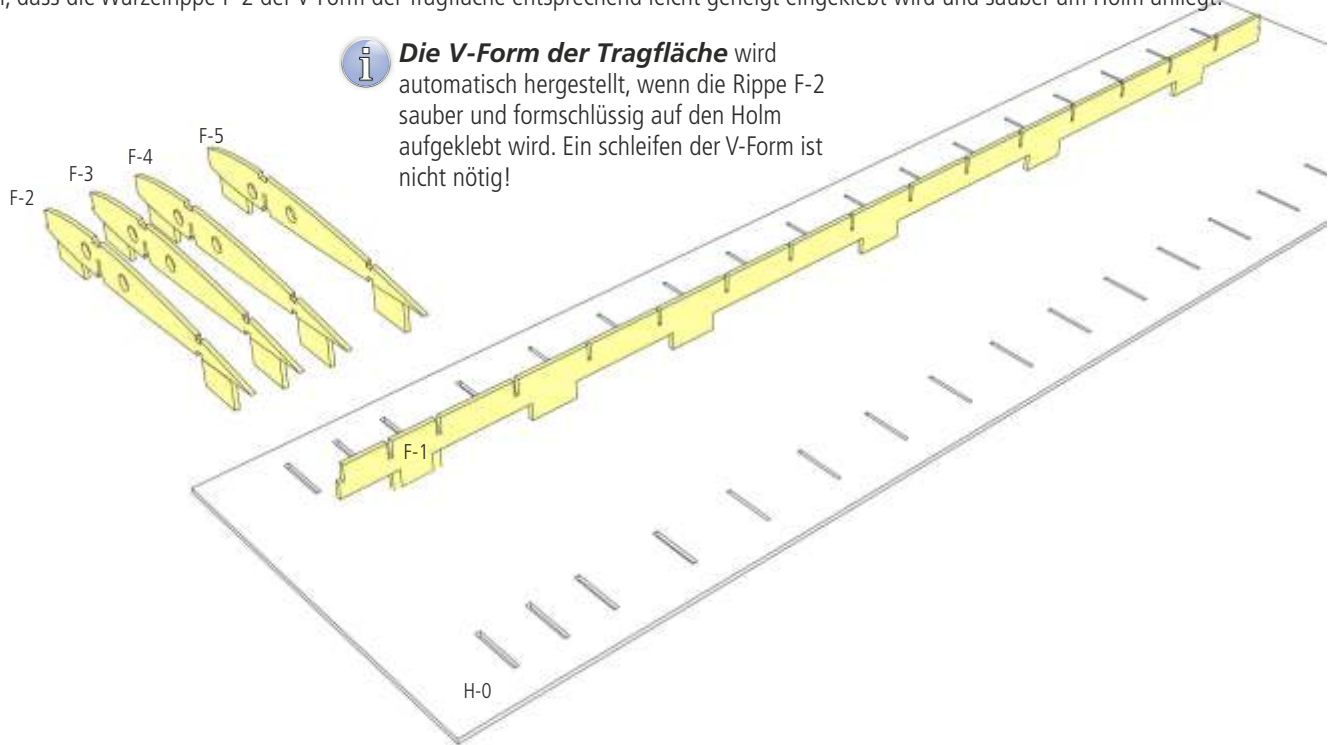 dass die Wurzelrippe F-2 der V-Form der Tragfläche entsprechend leicht geneigt eingeklebt wird und sauber am Holm anliegt.
Die V-Form der Tragfläche wird
automatisch hergestellt, wenn die Rippe F-2
sauber und formschlüssig auf den Holm
aufgeklebt wird. Ein schleifen der V-Form ist
nicht nötig!
F-5
F-4
F-3
F-2
F-1
H-0